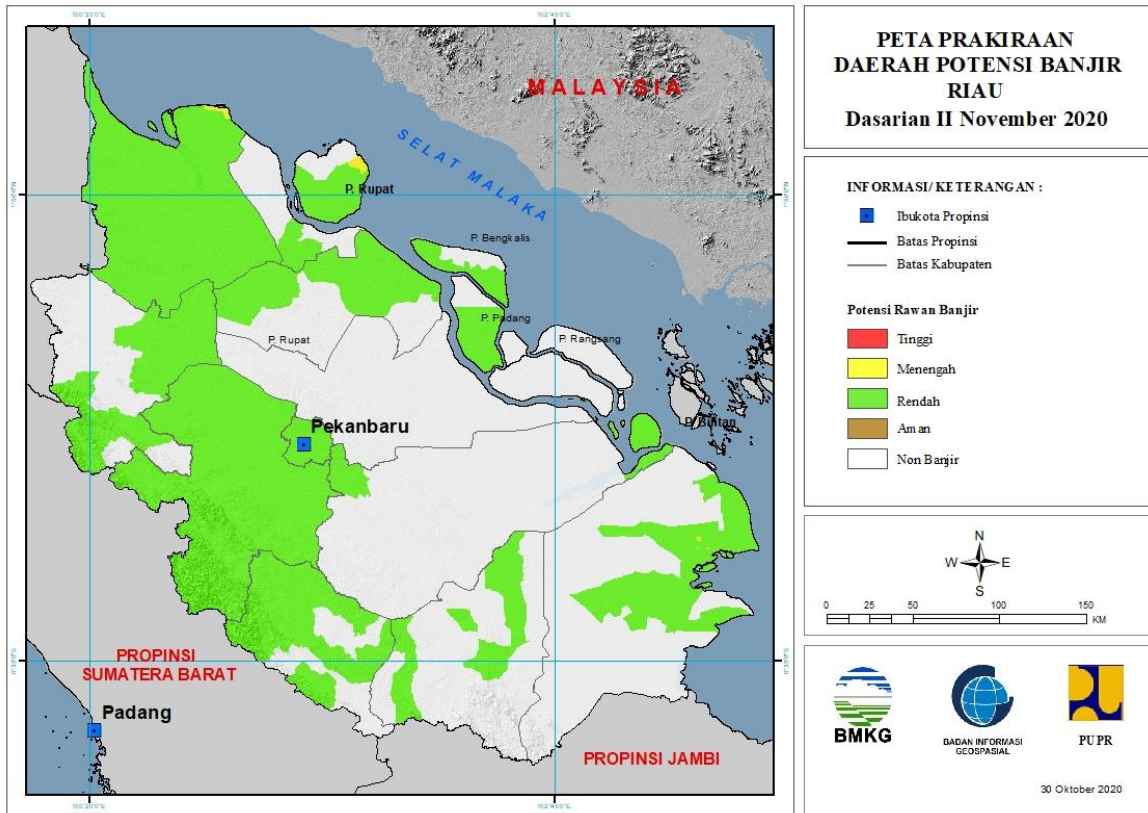 PETA PRAKIRAAN
DAERAH POTENSI BANJIR
RIAU
Dasarian II November 2020
INFORMASI/ KETERANGAN :
Ibukota Propinsi
Batas Propinsi
Batas Kabupaten
Potensi Rawan Banjir
Tinggi
Menengah
Rendah
Aman
Non Banjir
N
W E
S
0 25 50 100 150
KM
BMKG
BADAN INFORMASI
GEOSPASIAL
PUPR
30 Oktober 2020
MALAYSIA
SELAT MALAKA
P. Rupat
P. Bengkalis
P. Padang
P. Rangsang
P. Rupat
Pekanbaru
P. Bintan
PROPINSI
SUMATERA BARAT
Padang
PROPINSI JAMBI